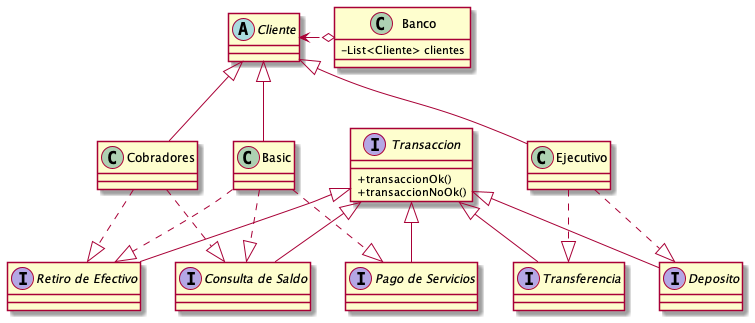 A Cliente
C Banco
-List<Cliente> clientes
C Cobradores
C Basic
I Transaccion
+transaccionOk()
+transaccionNoOk()
C Ejecutivo
I Retiro de Efectivo
I Consulta de Saldo
I Pago de Servicios
I Transferencia
I Deposito